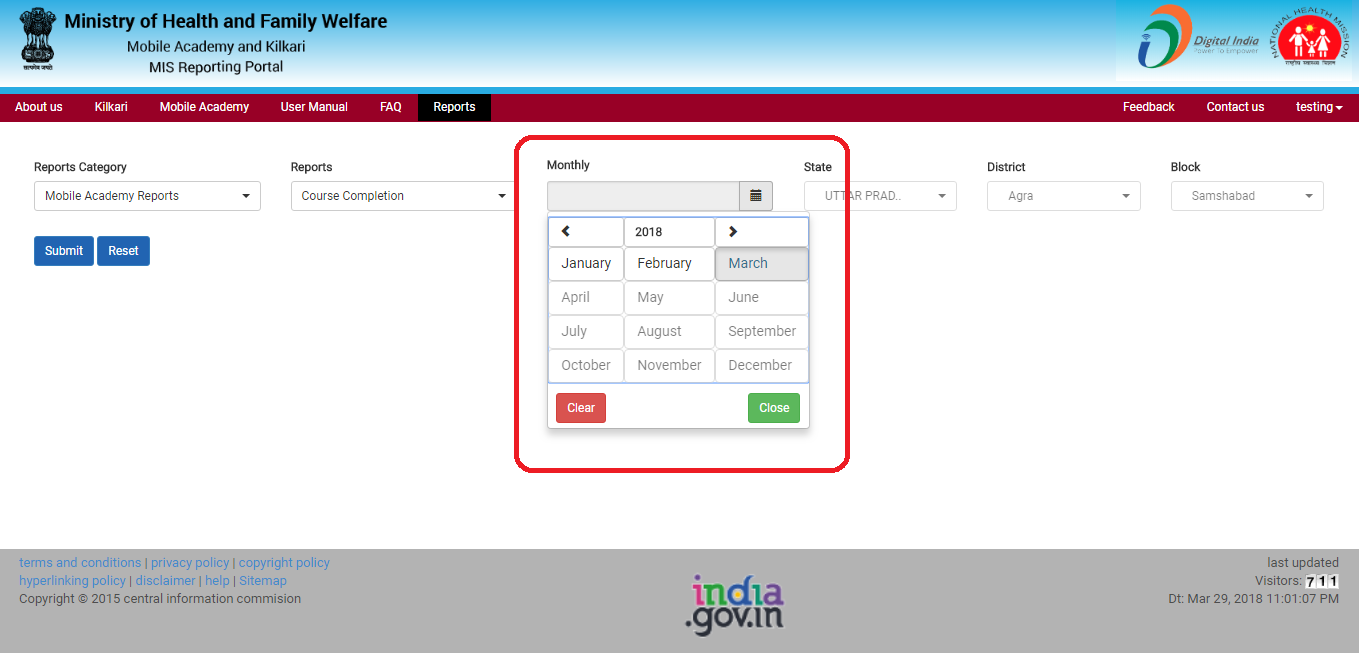 Ministry of Health and Family Welfare
Mobile Academy and Kilkari
MIS Reporting Portal
सत्यमेव जयते
Digital India
Power To Empower
NATIONAL HEALTH MISSION
राष्ट्रीय स्वास्थ्य मिशन
About us Kilkari Mobile Academy User Manual FAQ Reports Feedback Contact us testing
Reports Category Reports Monthly State District Block
Mobile Academy Reports Course Completion UTTAR PRAD.. Agra Samshabad
Submit Reset
2018
January February March
April May June
July August September
October November December
Clear Close
terms and conditions | privacy policy | copyright policy
hyperlinking policy | disclaimer | help | Sitemap
Copyright © 2015 central information commision
india
.gov.in
last updated
Visitors: 711
Dt: Mar 29, 2018 11:01:07 PM